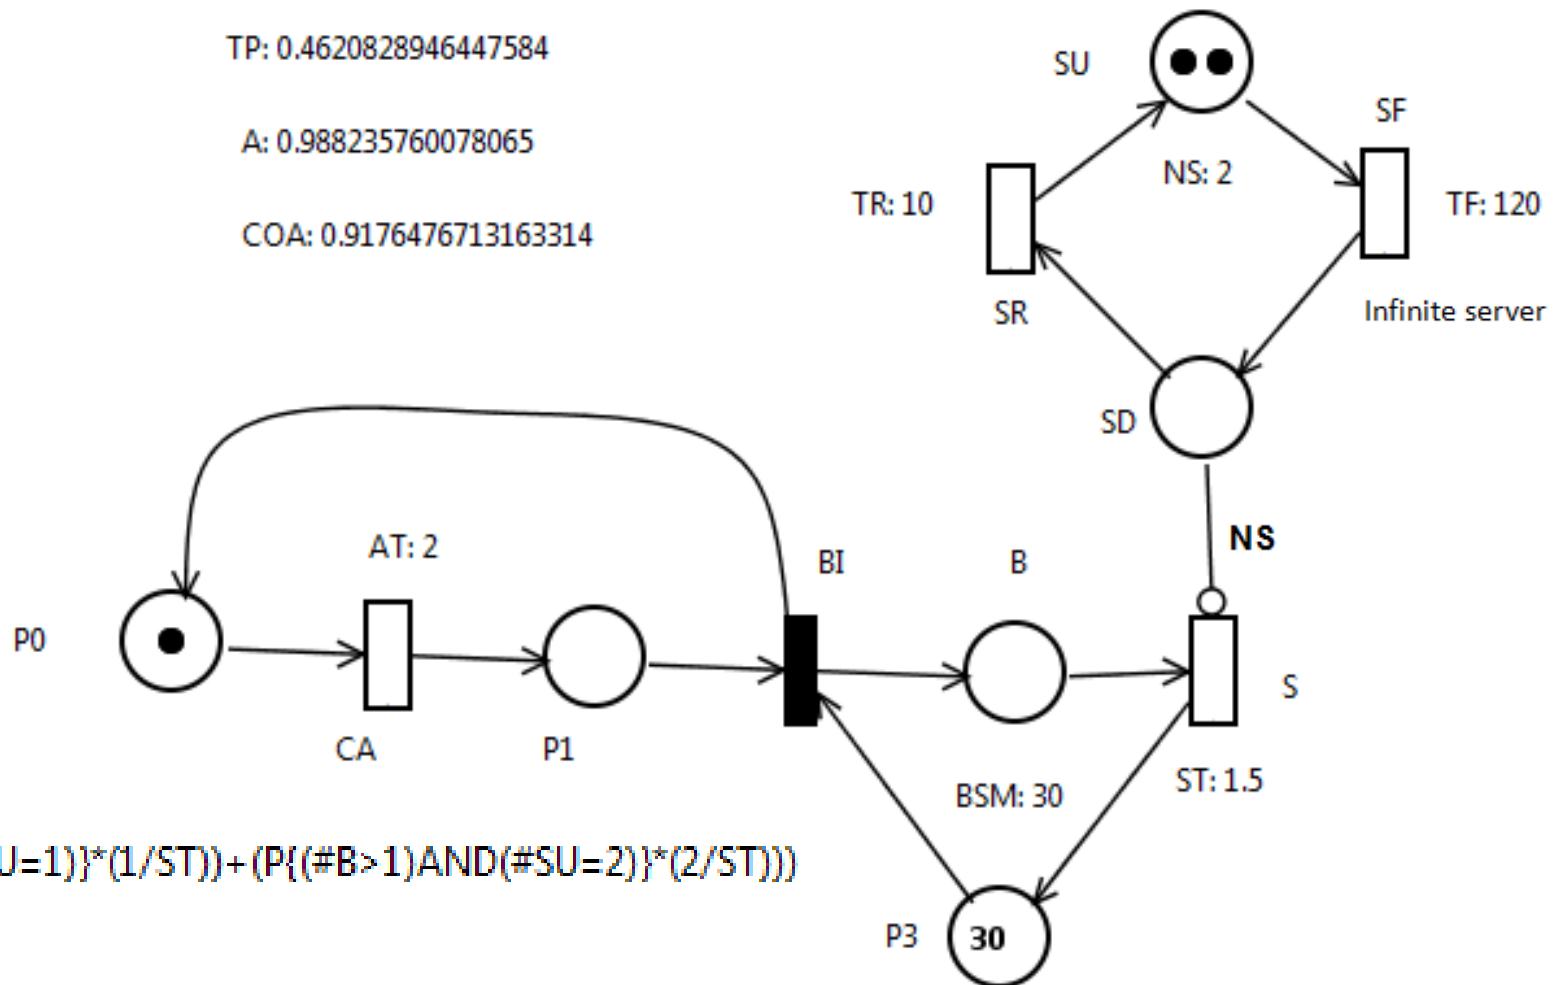 TP: 0.4620828946447584
SU
SF
A: 0.988235760078065
NS: 2
TR: 10
TF: 120
COA: 0.9176476713163314
SR
Infinite server
SD
NS
AT: 2
BI
B
P0
S
CA
P1
ST: 1.5
BSM: 30
U=1)}*(1/ST))+(P{(#B>1)AND(#SU=2)}*(2/ST)))
P3
30